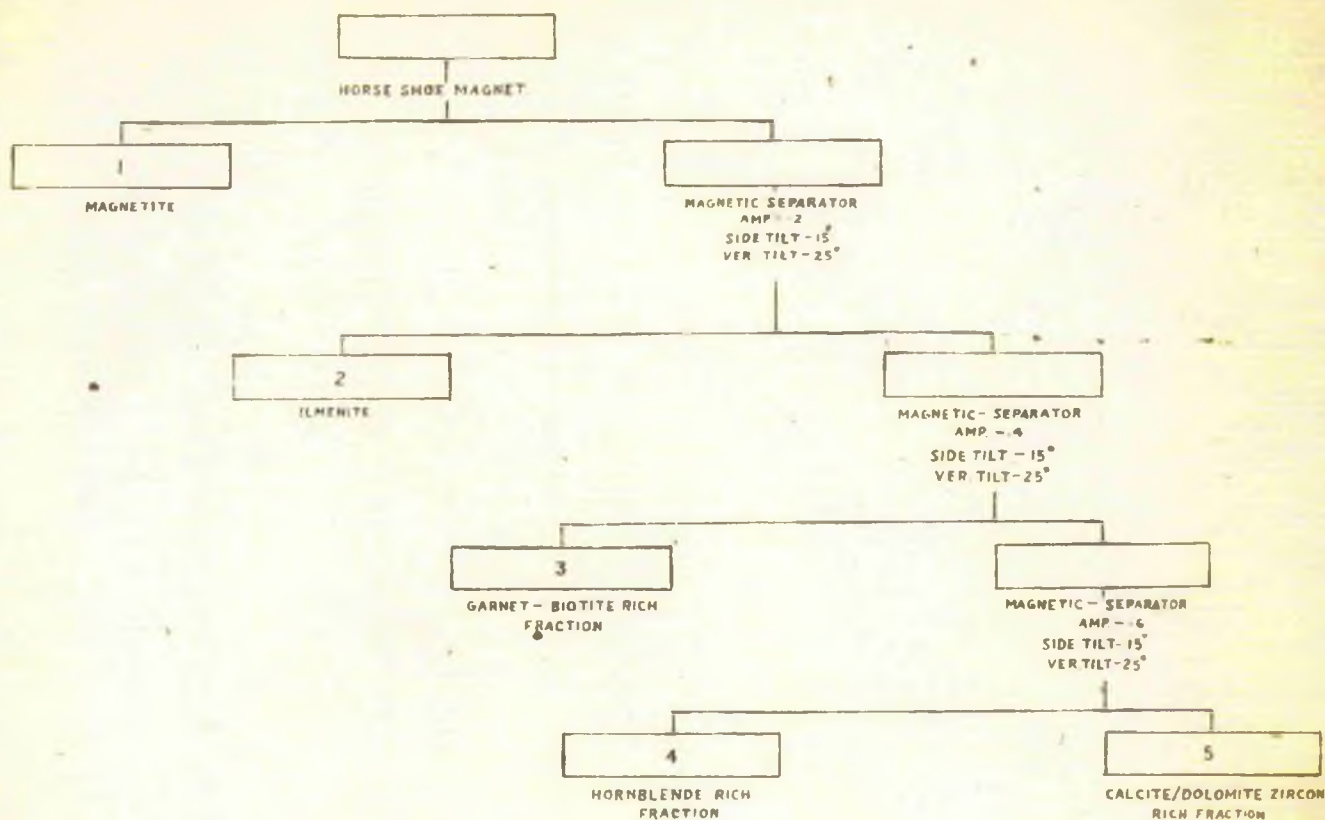 HORSE SHOE MAGNET
1
MAGNETITE
MAGNETIC SEPARATOR
AMP - .2
SIDE TILT-15°
VER TILT-25°
2
ILMENITE
MAGNETIC- SEPARATOR
AMP. - .4
SIDE TILT - 15°
VER. TILT-25°
3
GARNET- BIOTITE RICH
FRACTION
MAGNETIC- SEPARATOR
AMP. - .6
SIDE TILT-15°
VER TILT-25°
4
HORNBLENDE RICH
FRACTION
5
CALCITE/DOLOMITE ZIRCON
RICH FRACTION